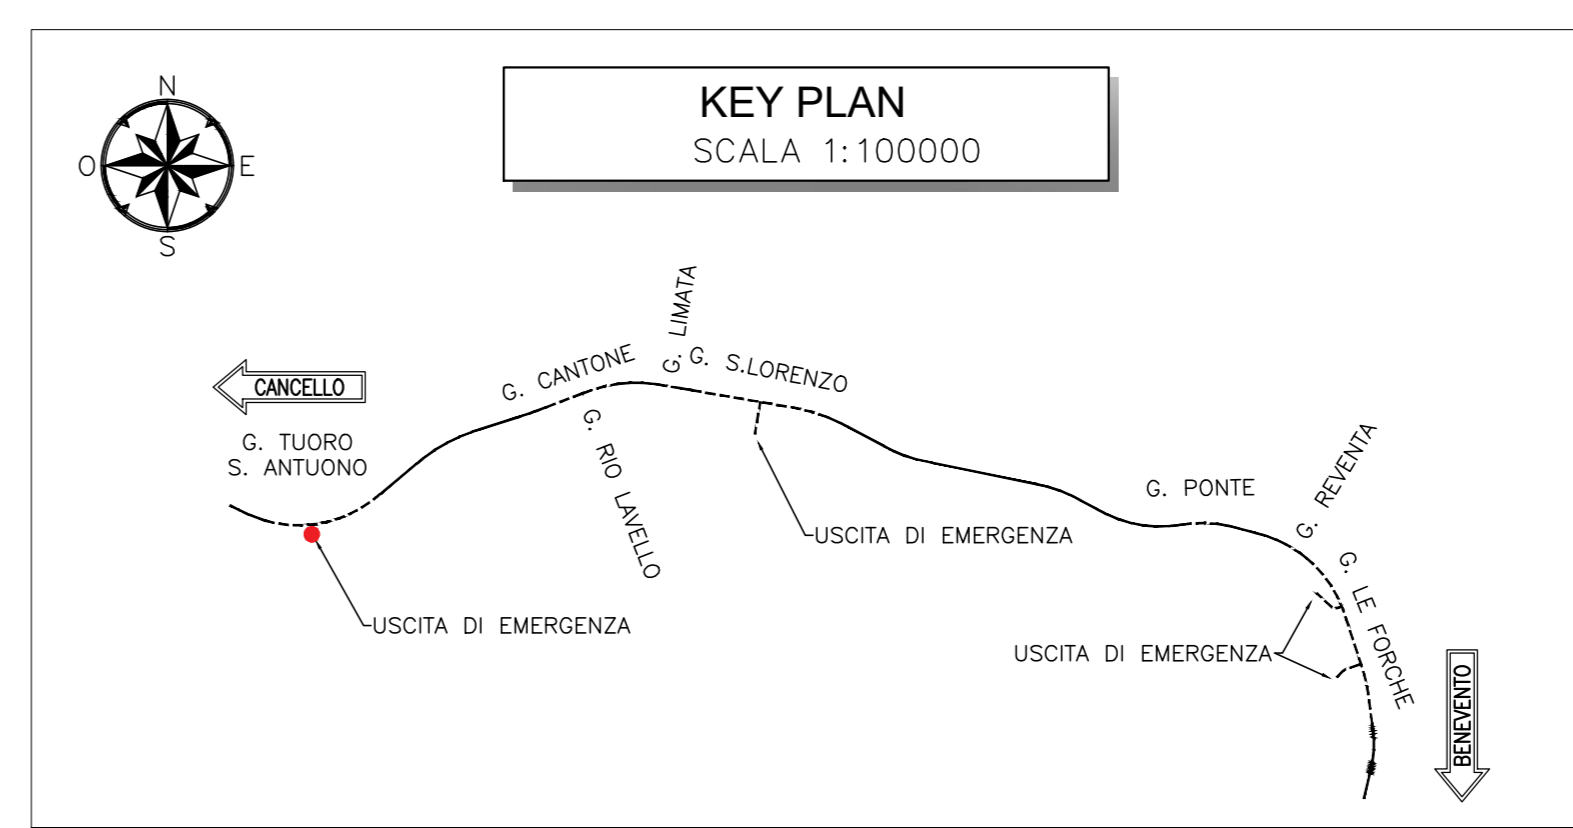 KEY PLAN
SCALA 1:100000
N
O
E
S
CANCELLO
G. TUORO
S. ANTUONO
G. CANTONE
G. RIO LAVELLO
G. LIMATA
G. S.LORENZO
USCITA DI EMERGENZA
USCITA DI EMERGENZA
G. PONTE
G. REVENTA
G. LE FORCHE
USCITA DI EMERGENZA
BENEVENTO